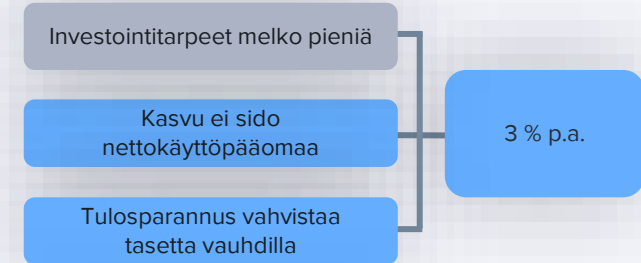 Investointitarpeet melko pieniä
Kasvu ei sido
nettokäyttöpääomaa
3 % p.a.
Tulosparannus vahvistaa
tasetta vauhdilla